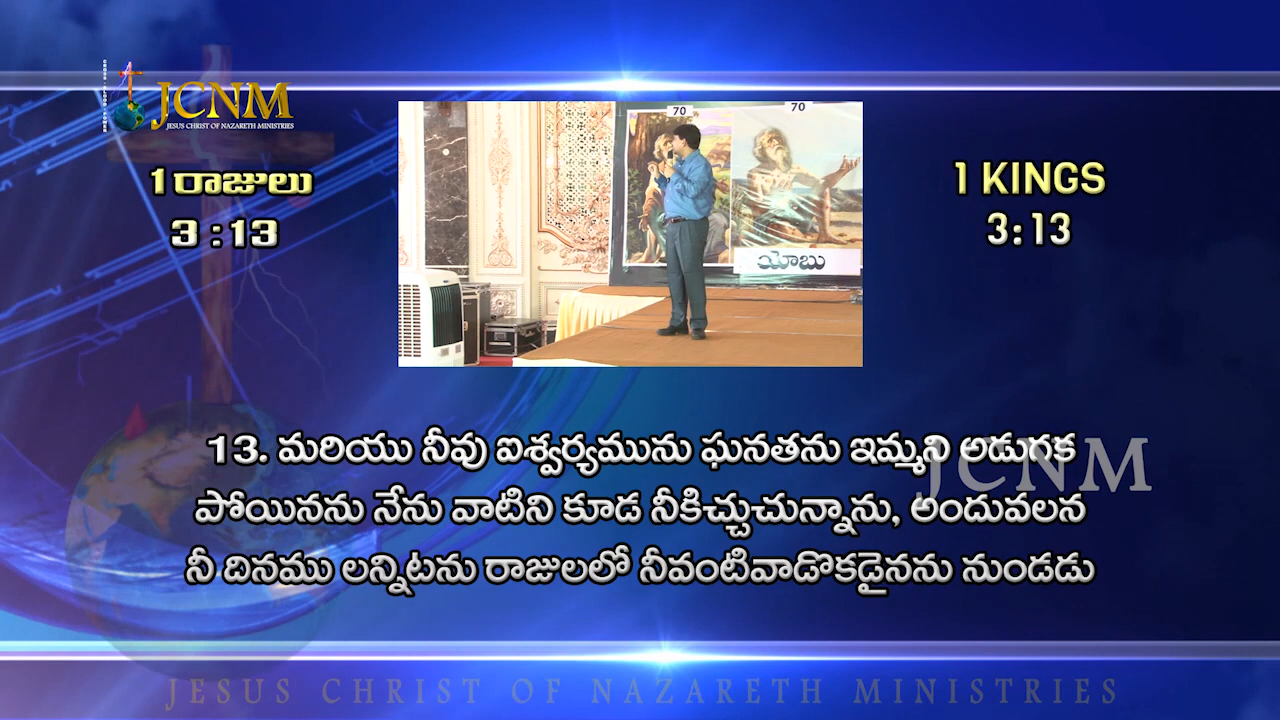 JCNM
JESUS CHRIST OF NAZARETH MINISTRIES
1 రాజులు
3 : 13
70
70
యోబు
1 KINGS
3:13
13. మరియు నీవు ఐశ్వర్యమును ఘనతను ఇమ్మని అడుగక
పోయినను నేను వాటిని కూడ నీకిచ్చుచున్నాను, అందువలన
నీ దినము లన్నిటను రాజులలో నీవంటివాడొకడైనను నుండడు
JCNM
JESUS CHRIST OF NAZARETH MINISTRIES